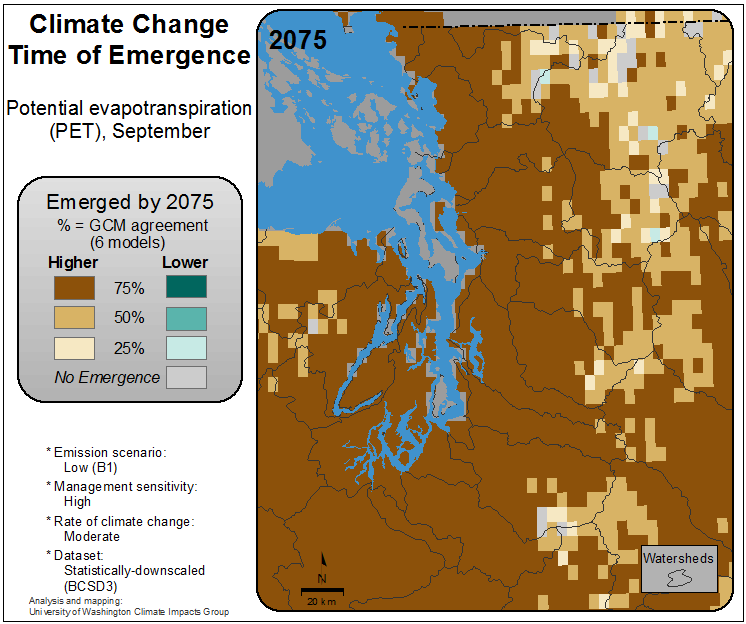 Climate Change
Time of Emergence
Potential evapotranspiration
(PET), September
Emerged by 2075
% = GCM agreement
(6 models)
Higher Lower
75%
50%
25%
No Emergence
* Emission scenario:
Low (B1)
* Management sensitivity:
High
* Rate of climate change:
Moderate
* Dataset:
Statistically-downscaled
(BCSD3)
Analysis and mapping:
University of Washington Climate Impacts Group
2075
N
20 km
Watersheds